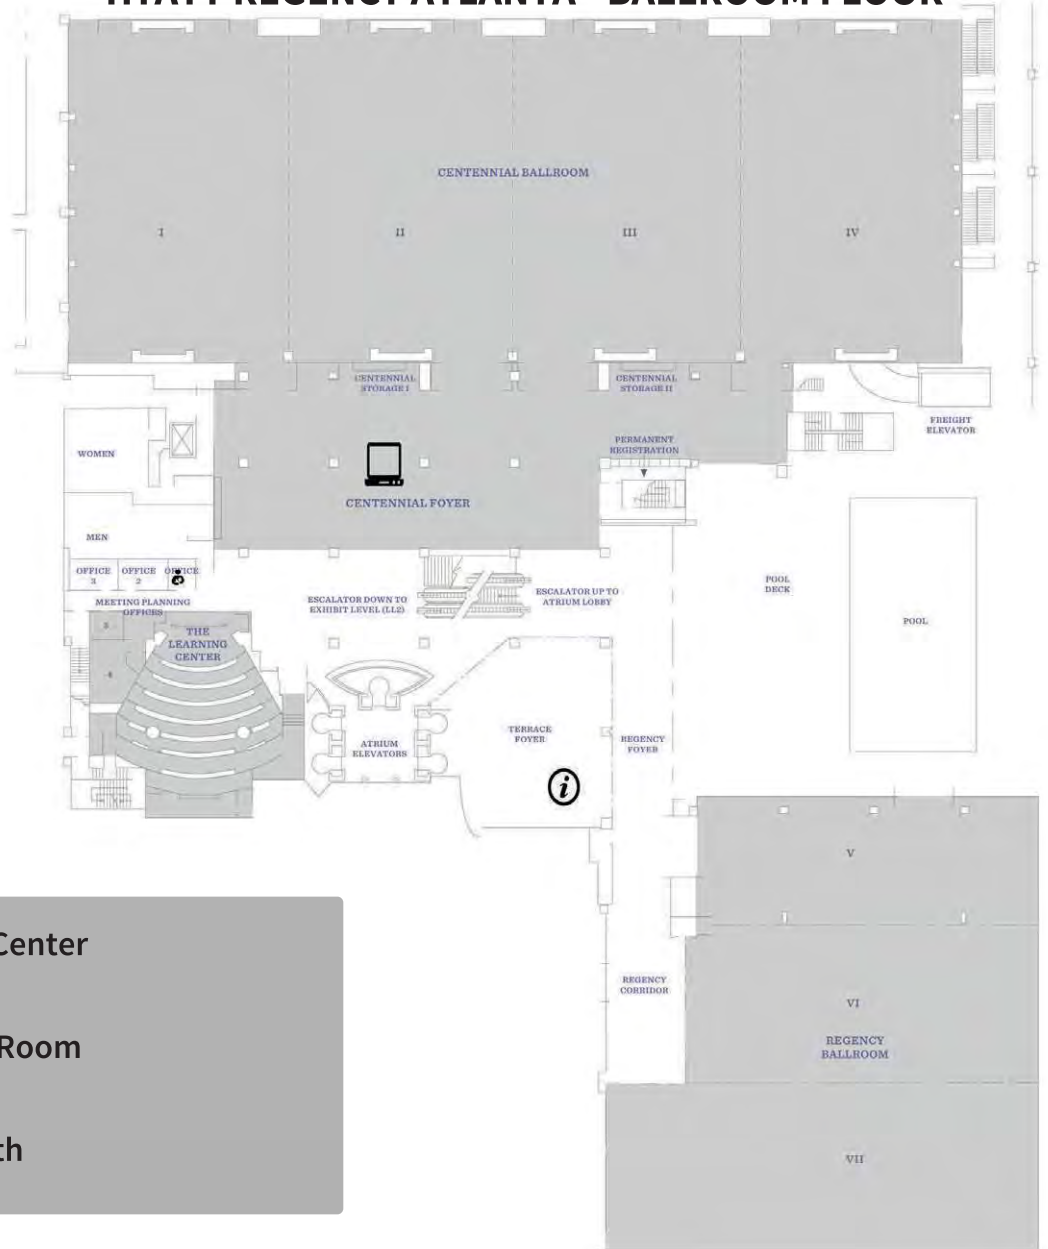 HYATT REGENCY ATLANTA - BALLROOM FLOOR
CENTENNIAL BALLROOM
I
II
III
IV
CENTENNIAL
STORAGE I
CENTENNIAL
STORAGE II
FREIGHT
ELEVATOR
WOMEN
PERMANENT
REGISTRATION
CENTENNIAL FOYER
MEN
OFFICE
3
OFFICE
2
OFFICE
MEETING PLANNING
OFFICES
ESCALATOR DOWN TO
EXHIBIT LEVEL (LL2)
ESCALATOR UP TO
ATRIUM LOBBY
POOL
DECK
POOL
THE
LEARNING
CENTER
4
ATRIUM
ELEVATORS
TERRACE
FOYER
REGENCY
FOYER
i
V
Center
REGENCY
CORRIDOR
VI
REGENCY
BALLROOM
Room
th
VII